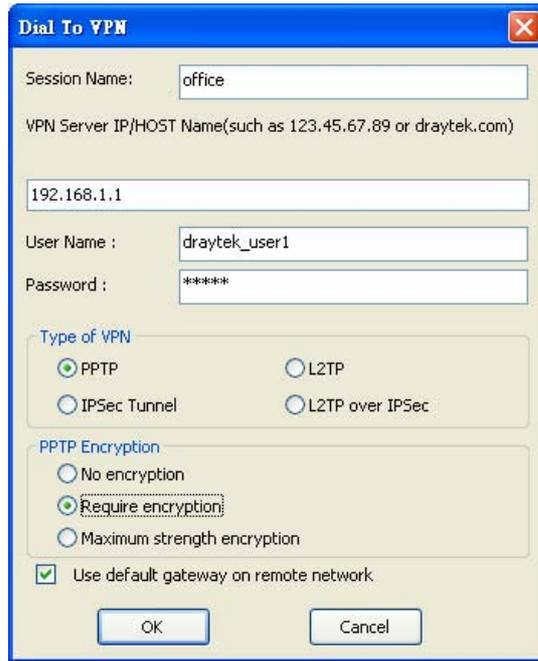 Dial To VPN
Session Name:
office
VPN Server IP/HOST Name(such as 123.45.67.89 or draytek.com)
192.168.1.1
User Name :
draytek_user1
Password :
*****
Type of VPN
PPTP
L2TP
IPSec Tunnel
L2TP over IPSec
PPTP Encryption
No encryption
Require encryption
Maximum strength encryption
Use default gateway on remote network
OK
Cancel